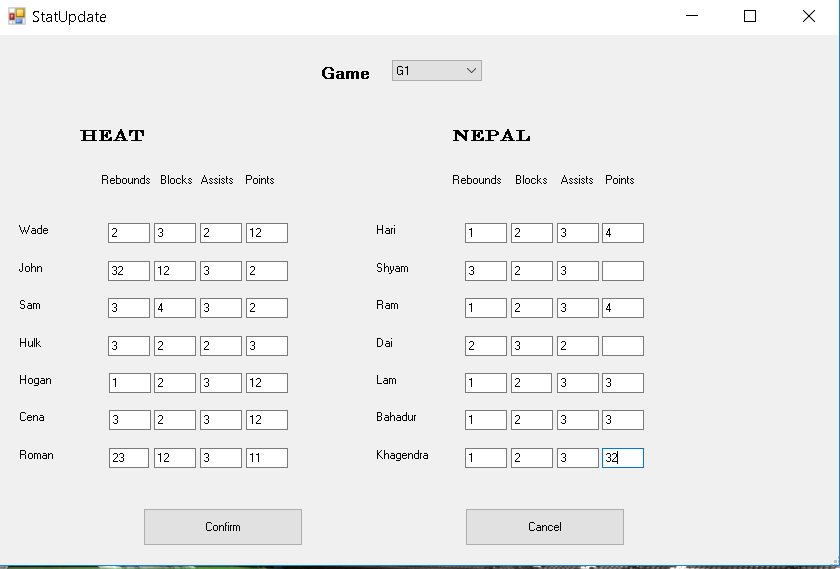 StatUpdate
Game G1
HEAT NEPAL
Rebounds Blocks Assists Points Rebounds Blocks Assists Points
Wade 2 3 2 12 Hari 1 2 3 4
John 32 12 3 2 Shyam 3 2 3
Sam 3 4 3 2 Ram 1 2 3 4
Hulk 3 2 2 3 Dai 2 3 2
Hogan 1 2 3 12 Lam 1 2 3 3
Cena 3 2 3 12 Bahadur 1 2 3 3
Roman 23 12 3 11 Khagendra 1 2 3 32
Confirm Cancel